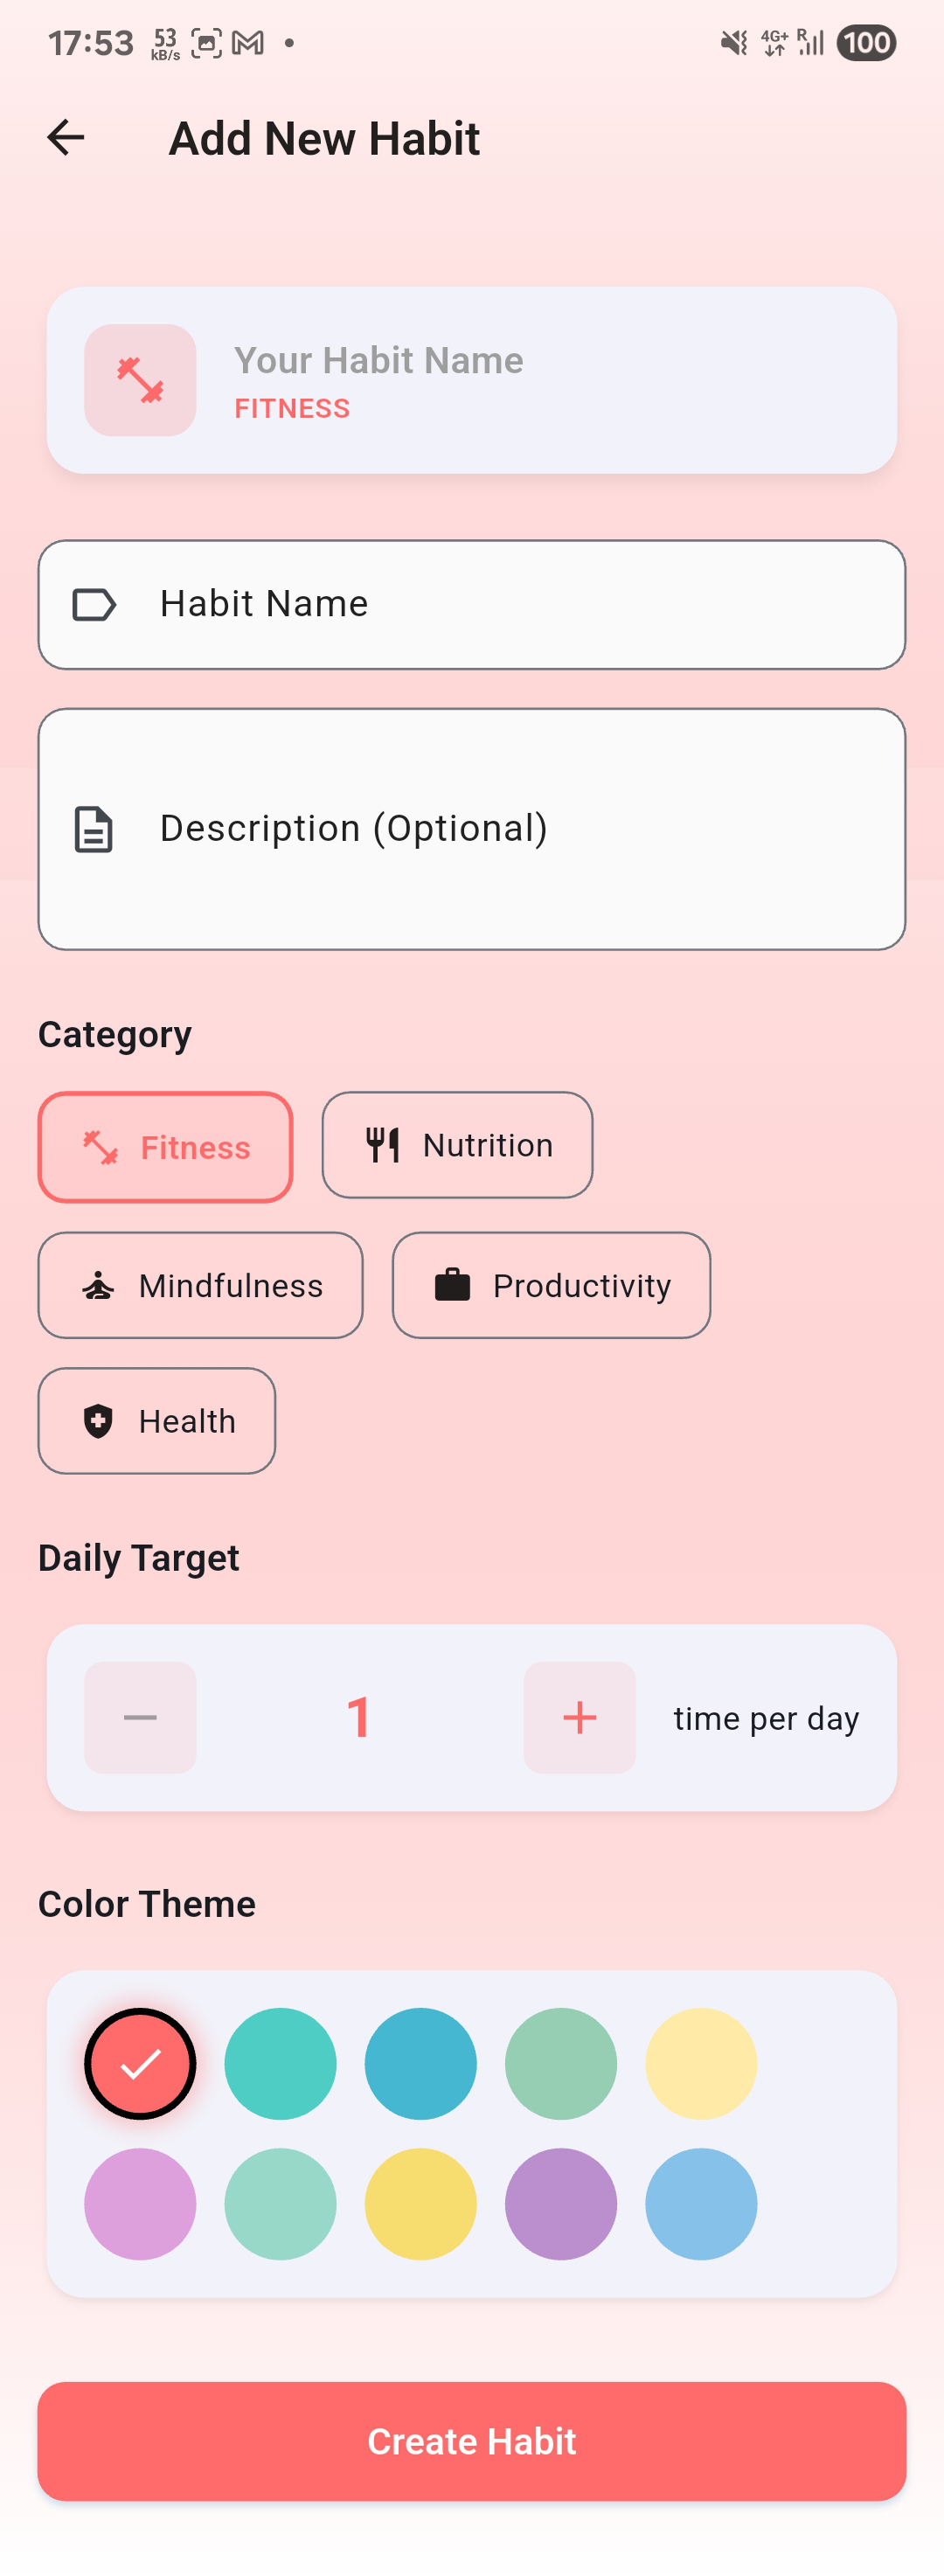 17:53 53 kB/s 4G+ R 100
Add New Habit
Your Habit Name
FITNESS
Habit Name
Description (Optional)
Category
Fitness Nutrition
Mindfulness Productivity
Health
Daily Target
1 time per day
Color Theme
Create Habit